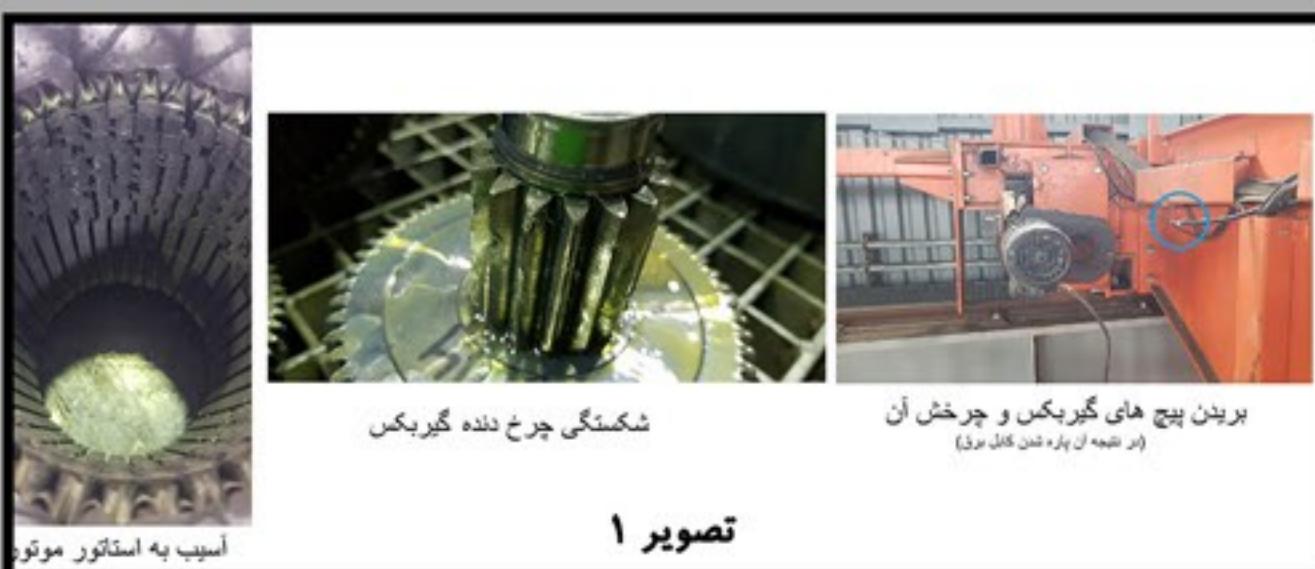 بریدن پیچ های گیربکس و چرخش آن
(در نتیجه آن پاره شدن کابل برق)
شکستگی چرخ دنده گیربکس
آسیب به استاتور موتور
تصویر ۱